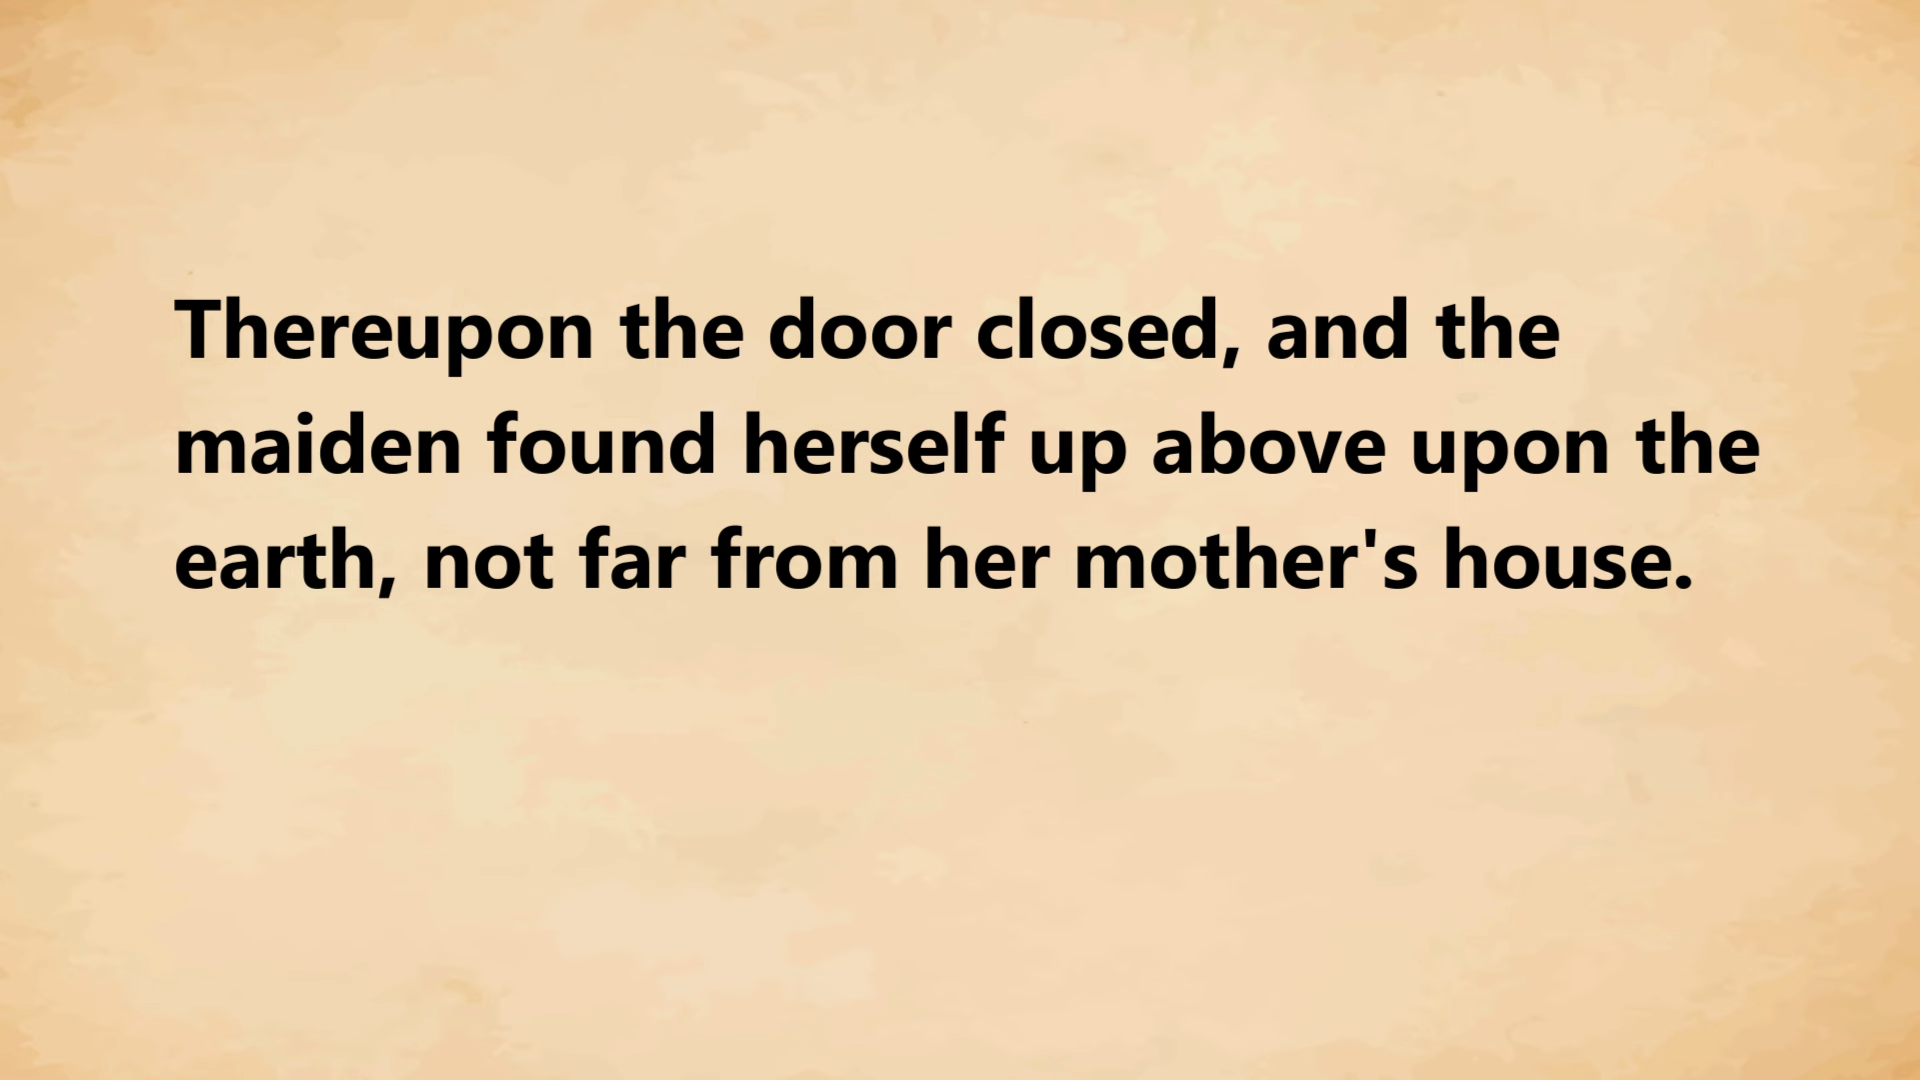 Thereupon the door closed, and the
maiden found herself up above upon the
earth, not far from her mother's house.